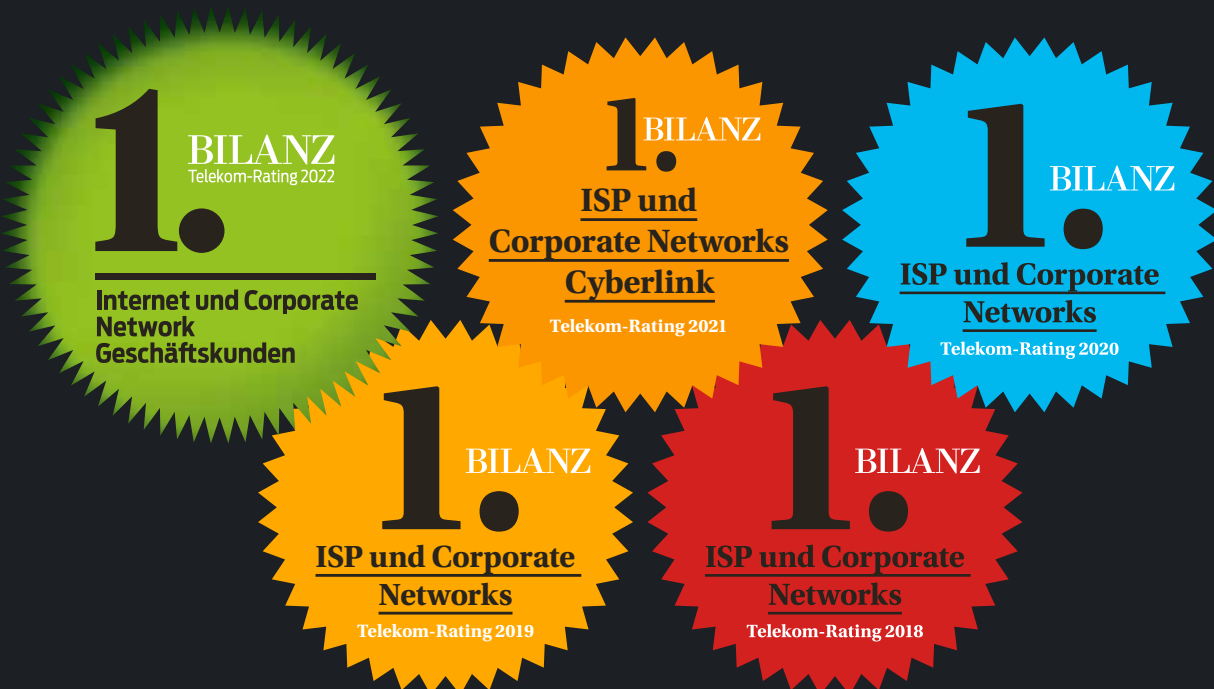 1.
BILANZ
Telekom-Rating 2022
Internet und Corporate
Network
Geschäftskunden
1.
BILANZ
ISP und
Corporate Networks
Cyberlink
Telekom-Rating 2021
1.
BILANZ
ISP und Corporate
Networks
Telekom-Rating 2020
1.
BILANZ
ISP und Corporate
Networks
Telekom-Rating 2019
1.
BILANZ
ISP und Corporate
Networks
Telekom-Rating 2018